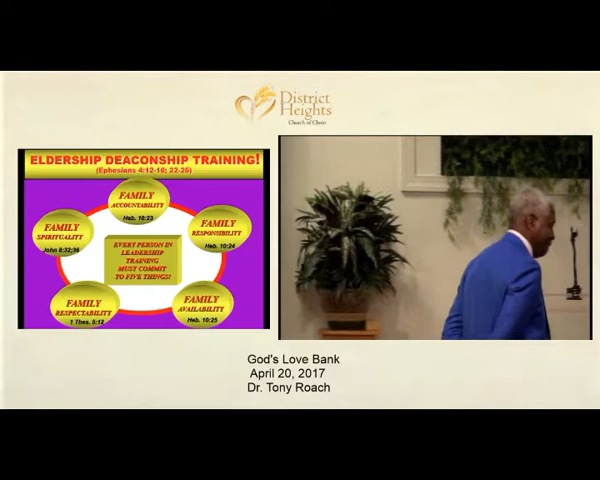 District
Heights
Church of Christ
ELDERSHIP DEACONSHIP TRAINING!
(Ephesians 4:12-16; 22-25)
FAMILY
ACCOUNTABILITY
Heb. 10:23
FAMILY
SPIRITUALITY
John 8:32;36
FAMILY
RESPONSIBILITY
Heb. 10:24
EVERY PERSON IN
LEADERSHIP
TRAINING
MUST COMMIT
TO FIVE THINGS!
FAMILY
RESPECTABILITY
1 Thes. 5:12
FAMILY
AVAILABILITY
Heb. 10:25
God's Love Bank
April 20, 2017
Dr. Tony Roach